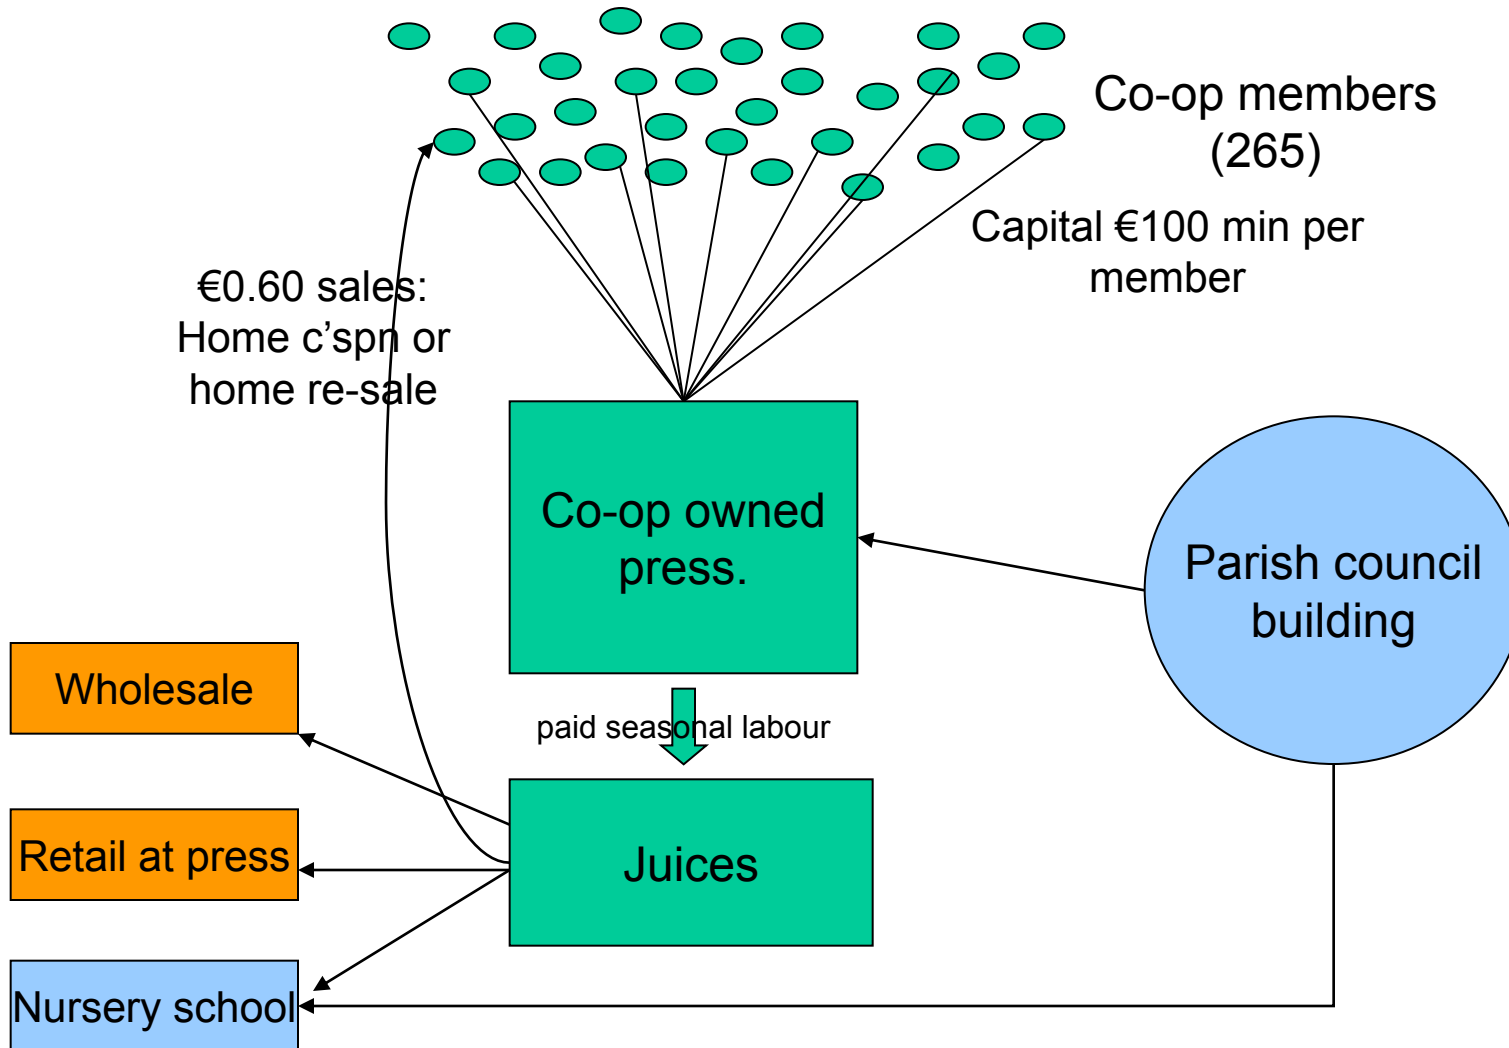 Co-op members
(265)
Capital €100 min per
member
€0.60 sales:
Home c’spn or
home re-sale
Co-op owned
press.
Parish council
building
Wholesale
paid seasonal labour
Retail at press
Juices
Nursery school